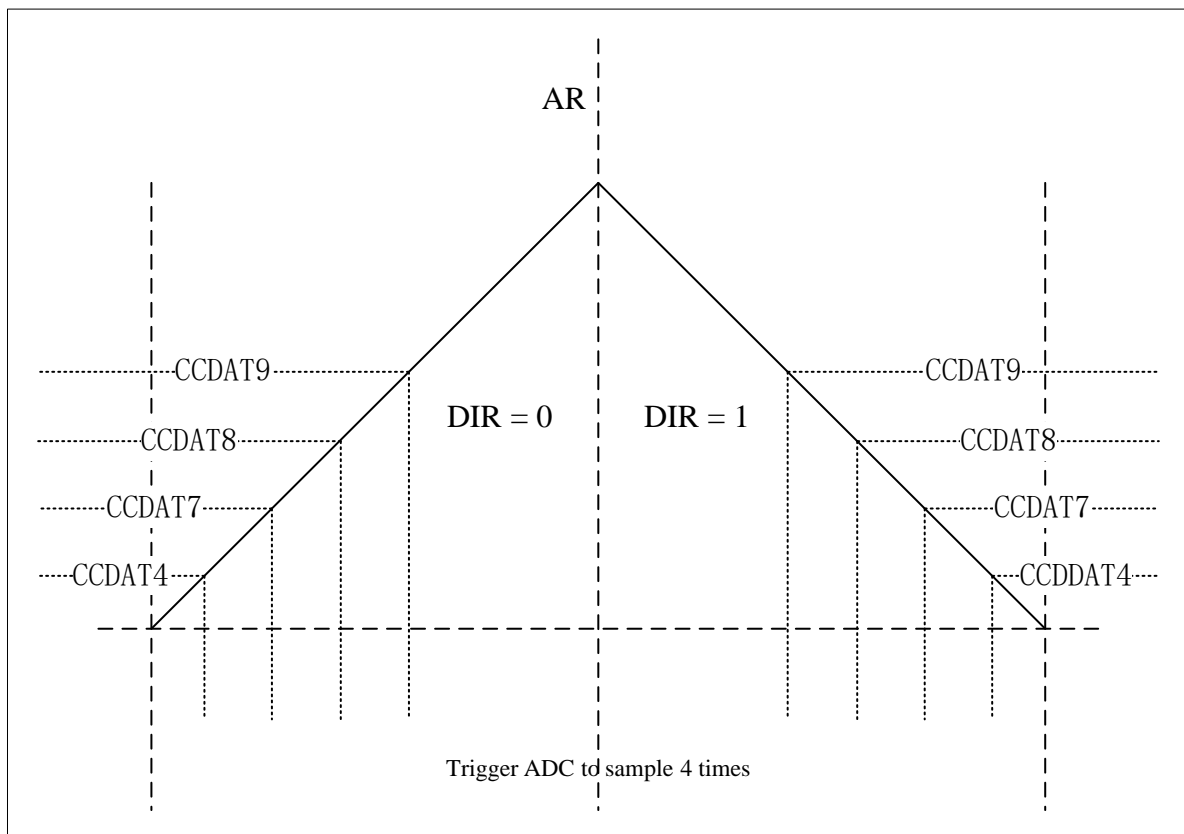 AR
CCDAT9 CCDAT9
DIR = 0 DIR = 1
CCDAT8 CCDAT8
CCDAT7 CCDAT7
CCDAT4 CCDDAT4
Trigger ADC to sample 4 times